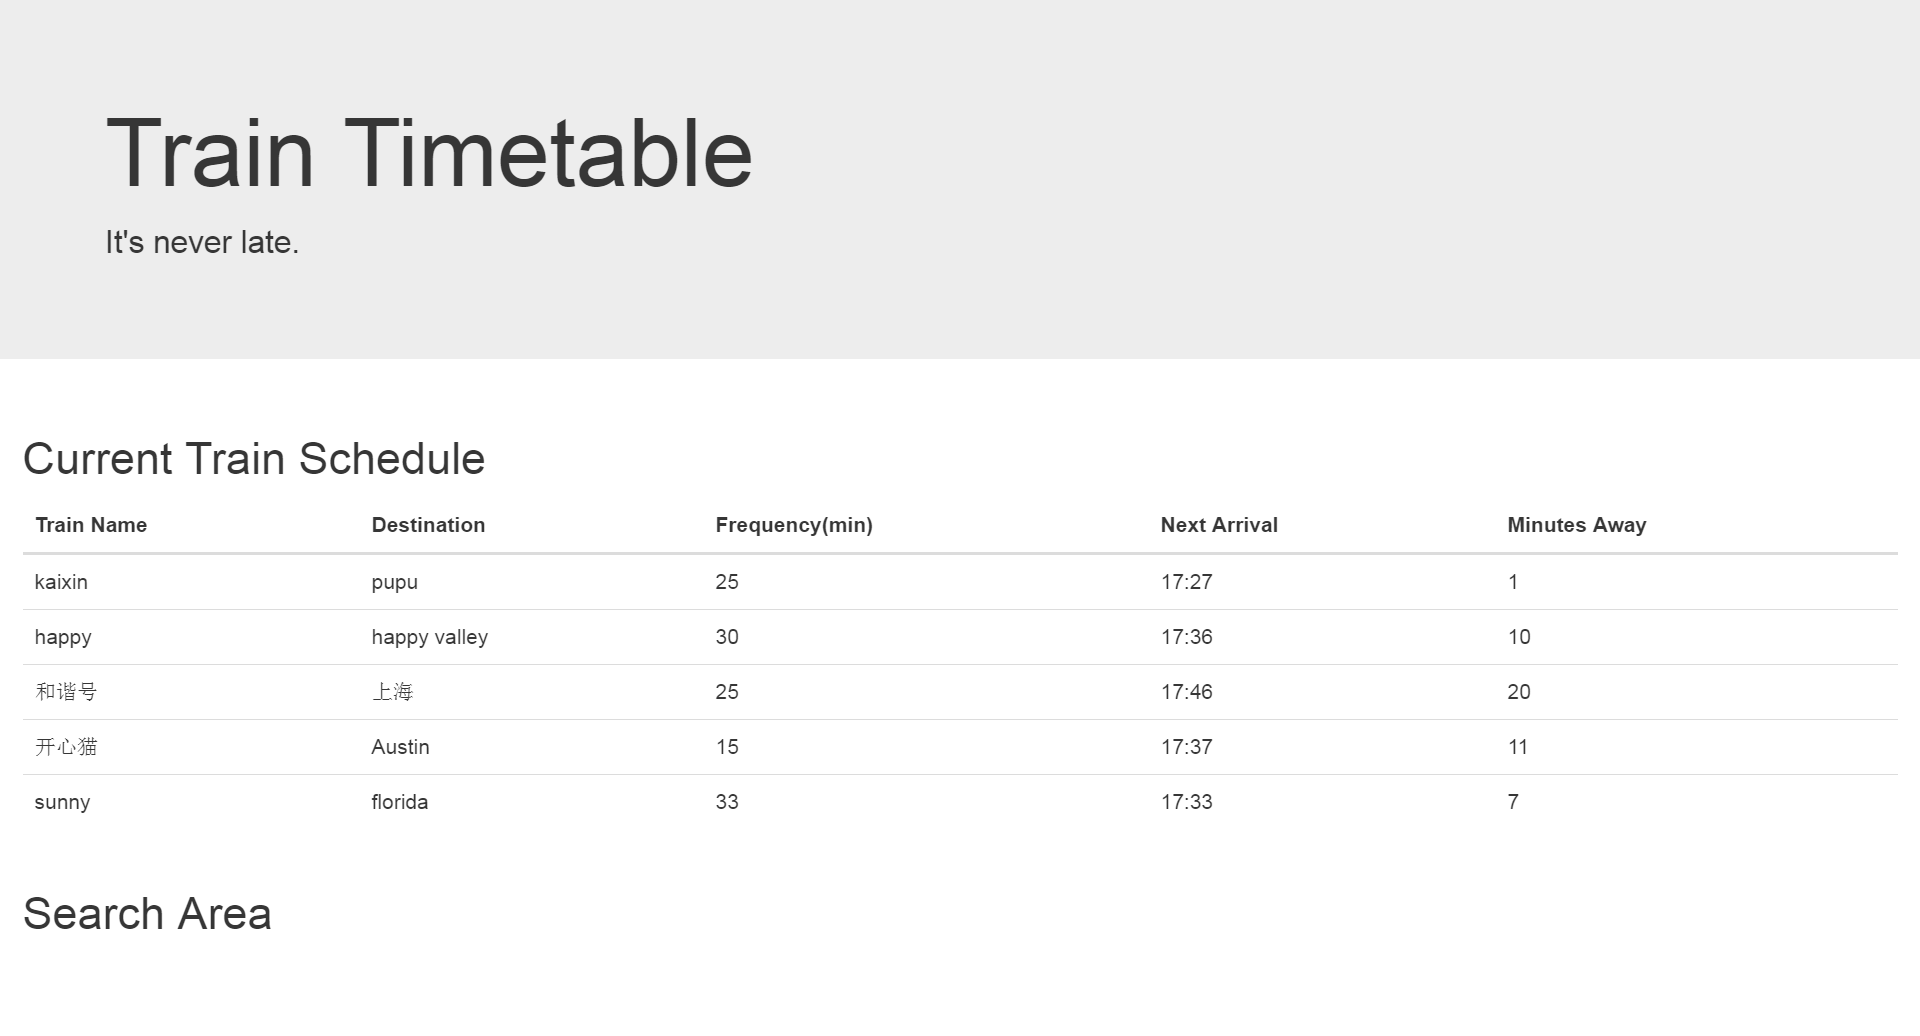 Train Timetable
It's never late.
Current Train Schedule
Train Name Destination Frequency(min) Next Arrival Minutes Away
kaixin pupu 25 17:27 1
happy happy valley 30 17:36 10
和谐号 上海 25 17:46 20
开心猫 Austin 15 17:37 11
sunny florida 33 17:33 7
Search Area